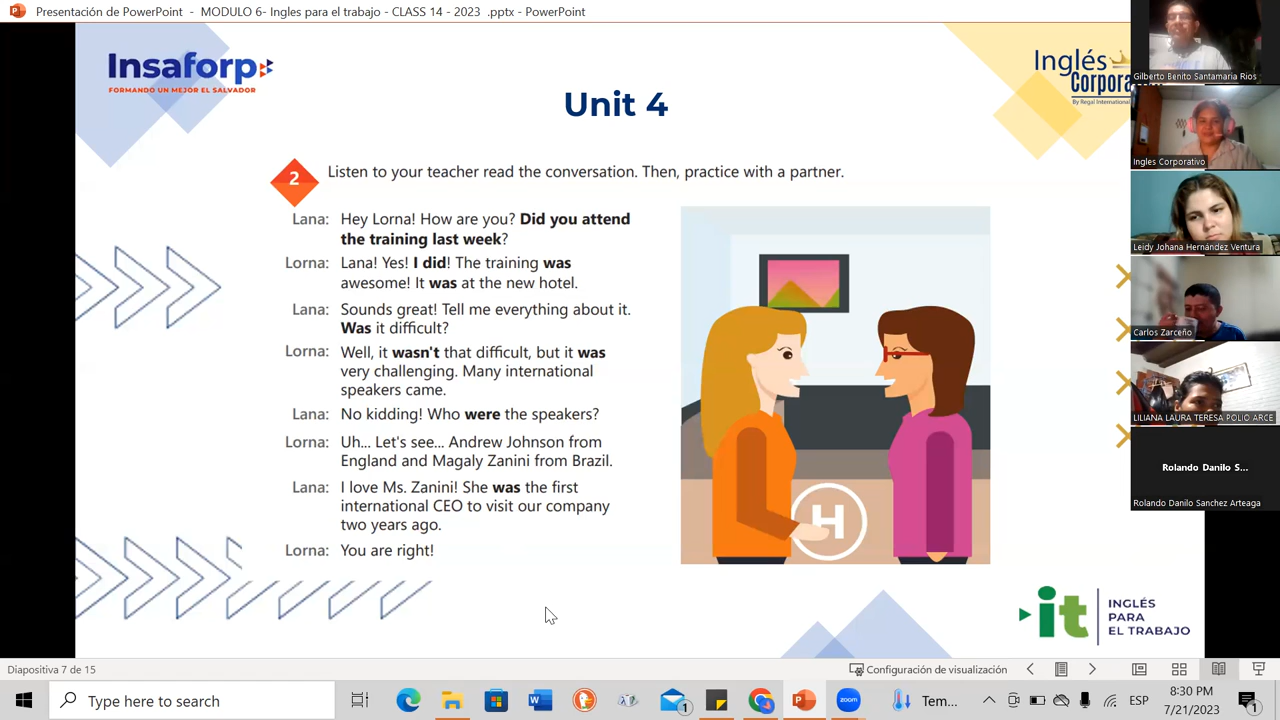 Presentación de PowerPoint - MODULO 6- Ingles para el trabajo - CLASS 14 - 2023 .pptx - PowerPoint
Insaforp
FORMANDO UN MEJOR EL SALVADOR
Inglés
Corpora
By Regal International
Unit 4
2
Listen to your teacher read the conversation. Then, practice with a partner.
Lana: Hey Lorna! How are you? Did you attend
the training last week?
Lorna: Lana! Yes! I did! The training was
awesome! It was at the new hotel.
Lana: Sounds great! Tell me everything about it.
Was it difficult?
Lorna: Well, it wasn't that difficult, but it was
very challenging. Many international
speakers came.
Lana: No kidding! Who were the speakers?
Lorna: Uh... Let's see... Andrew Johnson from
England and Magaly Zanini from Brazil.
Lana: I love Ms. Zanini! She was the first
international CEO to visit our company
two years ago.
Lorna: You are right!
H
it
INGLÉS
PARA
EL TRABAJO
Gilberto Benito Santamaria Rios
Ingles Corporativo
Leidy Johana Hernández Ventura
Carlos Zarceño
LILIANA LAURA TERESA POLIO ARCE
Rolando Danilo S...
Rolando Danilo Sanchez Arteaga
Diapositiva 7 de 15
Configuración de visualización
Type here to search
1
zoom
Tem...
ESP
8:30 PM
7/21/2023
1